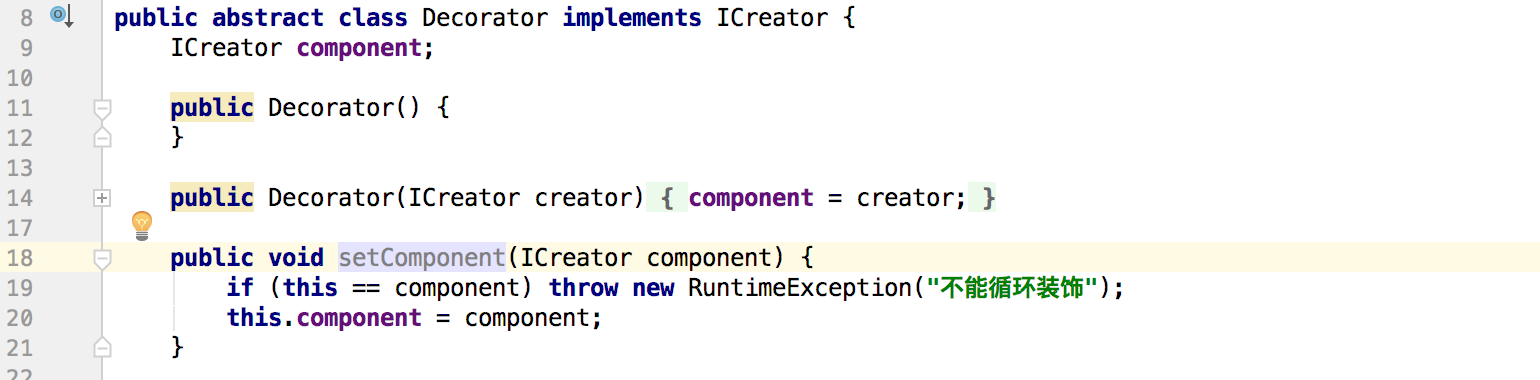 8 public abstract class Decorator implements ICreator {
9     ICreator component;
10
11     public Decorator() {
12     }
13
14     public Decorator(ICreator creator) { component = creator; }
17
18     public void setComponent(ICreator component) {
19         if (this == component) throw new RuntimeException("不能循环装饰");
20         this.component = component;
21     }
22